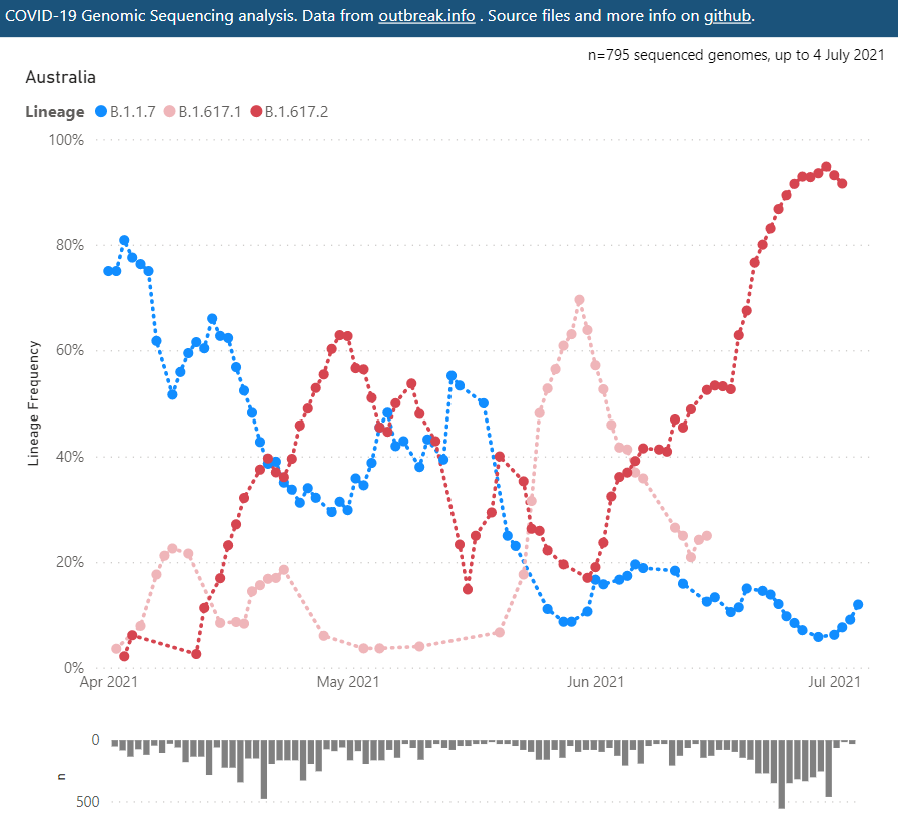 COVID-19 Genomic Sequencing analysis. Data from outbreak.info . Source files and more info on github.
n=795 sequenced genomes, up to 4 July 2021
Australia
Lineage B.1.1.7 B.1.617.1 B.1.617.2
100%
80%
60%
40%
20%
0%
Lineage Frequency
Apr 2021 May 2021 Jun 2021 Jul 2021
0
n
500